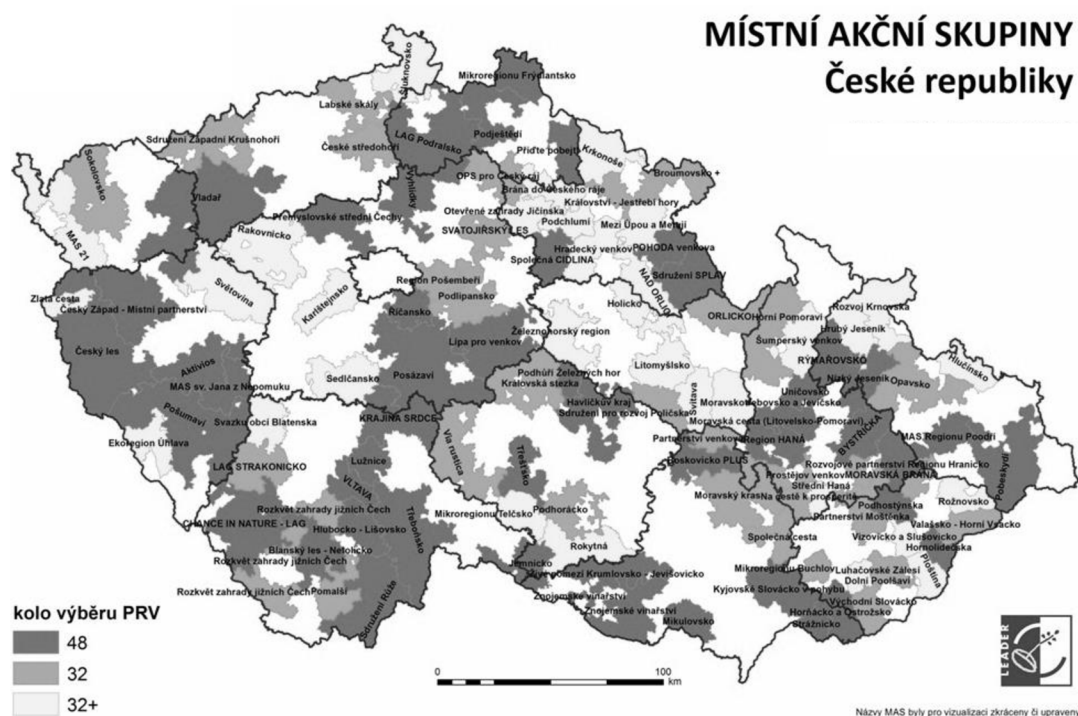 MÍSTNÍ AKČNÍ SKUPINY
České republiky
Šluknovsko
Mikroregionu Frýdlantsko
Labské skály
Sdružení Západní Krušnohoří
České středohoří
LAG Podralsko
Podještědí
Přiďte pobejt
Krkonoše
Sokolovsko
OPS pro Český ráj
Broumovsko +
Vladař
Vyhlídky
Brána do Českého ráje
Království - Jestřebí hory
Přemyslovské střední Čechy
Otevřené zahrady Jičínska
Podchlumí
Mezi Úpou a Metují
Rakovnicko
SVATOJIŘSKÝ LES
Hradecký venkov
POHODA venkova
MAS 21
Společná CIDLINA
Sdružení SPLAV
Světovina
Region Pošembeří
NAD ORLICÍ
Zlatá cesta
Český Západ - Místní partnerství
Karlštejnsko
Podlipansko
Holicko
Říčansko
ORLICKO
Horní Pomoraví
Rozvoj Krnovska
Železnohorský region
Hrubý Jeseník
Český les
Lípa pro venkov
Šumperský venkov
Aktivios
RÝMAŘOVSKO
Hlučínsko
Sedlčansko
Posázaví
Podhůří Železných hor
Litomyšlsko
Nízký Jeseník
Opavsko
MAS sv. Jana z Nepomuku
Královská stezka
Svitava
Uničovsko
Havlíčkův kraj
Pošumaví
Svazku obcí Blatenska
KRAJINA SRDCE
Sdružení pro rozvoj Poličska
Moravská cesta (Litovelsko-Pomoraví)
Ekoregion Úhlava
Via rustica
Partnerství venkova
Region HANÁ
BYSTŘIČKA
MAS Regionu Poodří
Lužnice
Boskovicko PLUS
Rozvojové partnerství Regionu Hranicko
LAG STRAKONICKO
Třešťsko
Prostějov venkov
MORAVSKÁ BRÁNA
Pobeskydí
VLTAVA
Střední Haná
Moravský kras
Na cestě k prosperitě
Rožnovsko
Rozkvět zahrady jižních Čech
Mikroregionu Telčsko
Podhorácko
Podhostýnska
Partnerství Moštěnka
CHANCE IN NATURE - LAG
Hlubocko - Lišovsko
Třeboňsko
Valašsko - Horní Vsacko
Společná cesta
Vizovicko a Slušovicko
Blanský les - Netolicko
Rokytná
Hornolidečska
Rozkvět zahrady jižních Čech
Jemnicko
Mikroregionu Buchlov
Luhačovské Zálesí
Ploština
Živé pomezí Krumlovsko - Jevišovicko
Dolní Poolšaví
Rozkvět zahrady jižních Čech
Pomalší
Znojemské vinařství
Kyjovské Slovácko v pohybu
Východní Slovácko
Sdružení Růže
Znojemské vinařství
Mikulovsko
Horňácko a Ostrožsko
Strážnicko
kolo výběru PRV
48
32
32+
0 50 100
km
LEADER
Názvy MAS byly pro vizualizaci zkráceny či upraveny